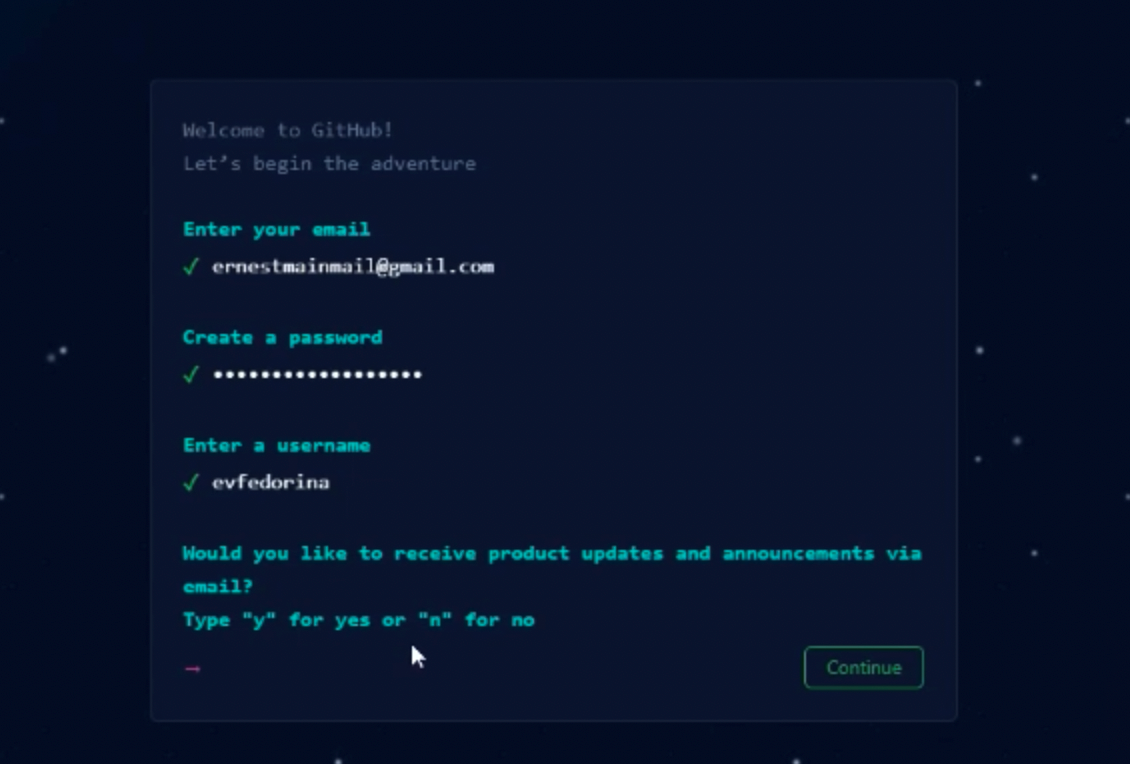 Welcome to GitHub!
Let’s begin the adventure
Enter your email
✓ ernestmainmail@gmail.com
Create a password
✓ ••••••••••••••••••
Enter a username
✓ evfedorina
Would you like to receive product updates and announcements via
email?
Type "y" for yes or "n" for no
→ Continue